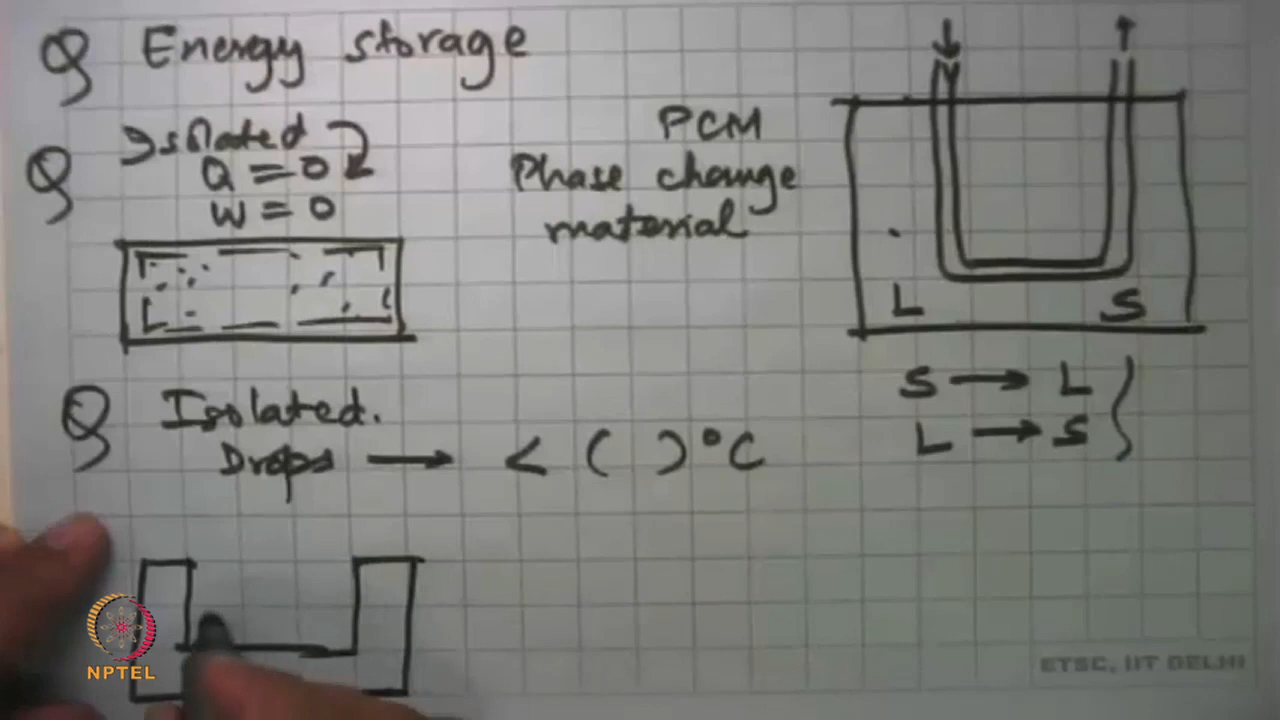 Q Energy storage
Q Isolated
Q = 0
W = 0
PCM
Phase change
material
L S
S → L
L → S }
Q Isolated.
Drops → < ( ) °C
NPTEL
ETSC, IIT DELHI